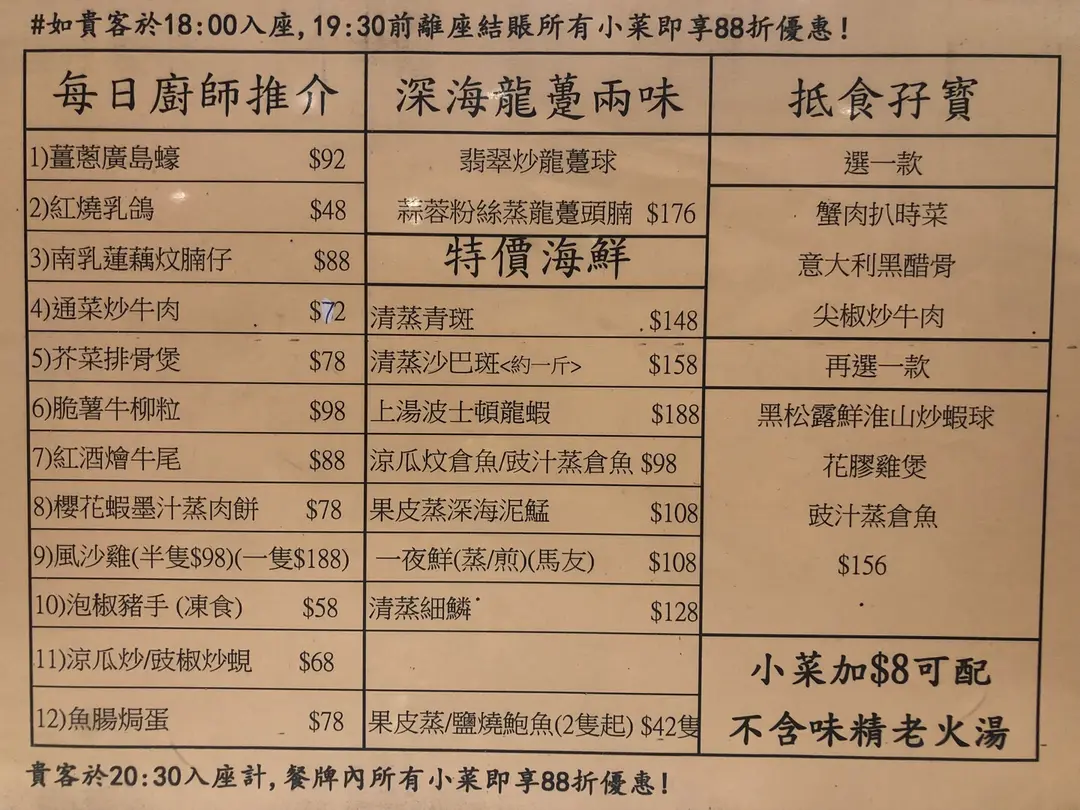 #如貴客於18:00入座,19:30前離座結賬所有小菜即享88折優惠!
每日廚師推介
1)薑蔥廣島蠔 $92
2)紅燒乳鴿 $48
3)南乳蓮藕炆腩仔 $88
4)通菜炒牛肉 $72
5)芥菜排骨煲 $78
6)脆薯牛柳粒 $98
7)紅酒燴牛尾 $88
8)櫻花蝦墨汁蒸肉餅 $78
9)風沙雞(半隻$98)(一隻$188)
10)泡椒豬手(凍食) $58
11)涼瓜炒/豉椒炒蜆 $68
12)魚腸焗蛋 $78
深海龍躉兩味
翡翠炒龍躉球
蒜蓉粉絲蒸龍躉頭腩 $176
特價海鮮
清蒸青斑 $148
清蒸沙巴斑<約一斤> $158
上湯波士頓龍蝦 $188
涼瓜炆倉魚/豉汁蒸倉魚 $98
果皮蒸深海泥鯭 $108
一夜鮮(蒸/煎)(馬友) $108
清蒸細鱗 $128
果皮蒸/鹽燒鮑魚(2隻起) $42隻
抵食孖寶
選一款
蟹肉扒時菜
意大利黑醋骨
尖椒炒牛肉
再選一款
黑松露鮮淮山炒蝦球
花膠雞煲
豉汁蒸倉魚
$156
小菜加$8可配
不含味精老火湯
貴客於20:30入座計,餐牌內所有小菜即享88折優惠!